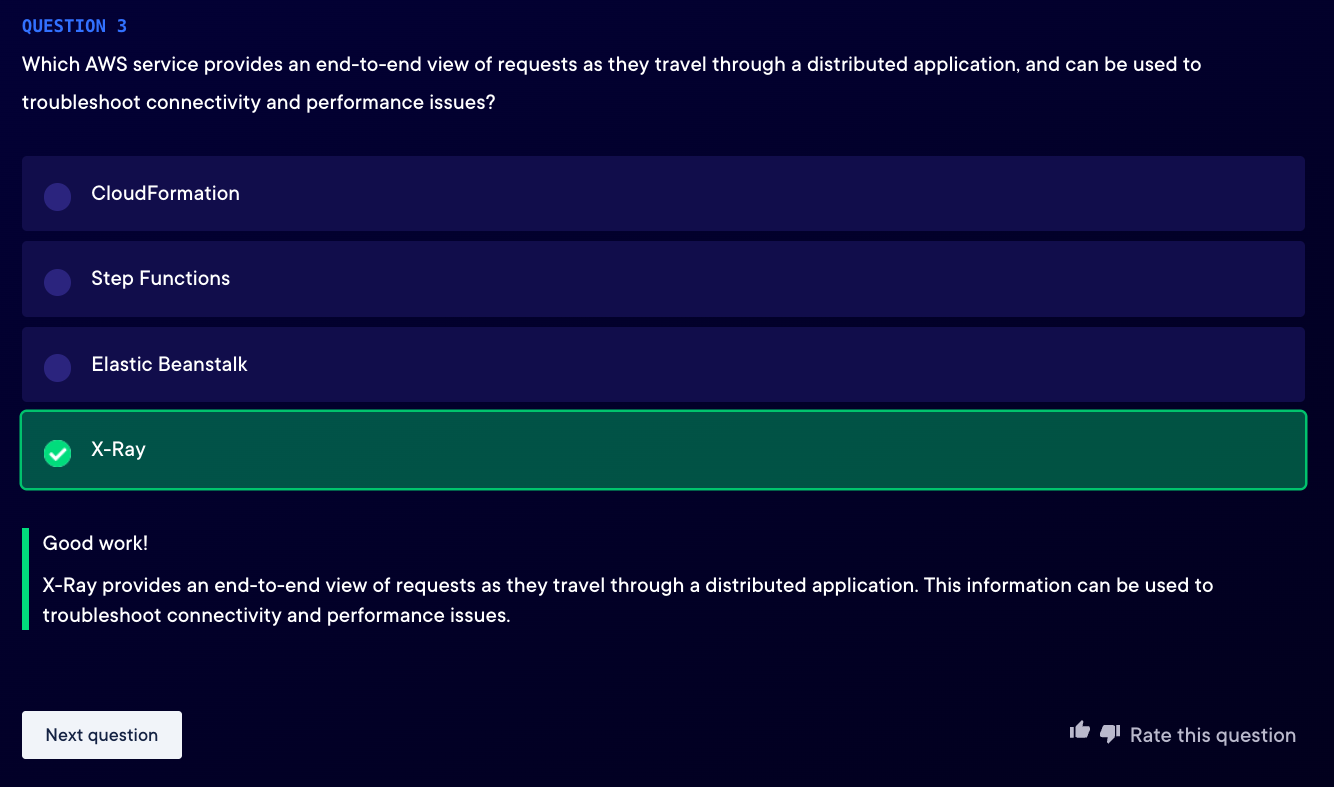 QUESTION 3
Which AWS service provides an end-to-end view of requests as they travel through a distributed application, and can be used to
troubleshoot connectivity and performance issues?
CloudFormation
Step Functions
Elastic Beanstalk
X-Ray
Good work!
X-Ray provides an end-to-end view of requests as they travel through a distributed application. This information can be used to
troubleshoot connectivity and performance issues.
Next question
Rate this question